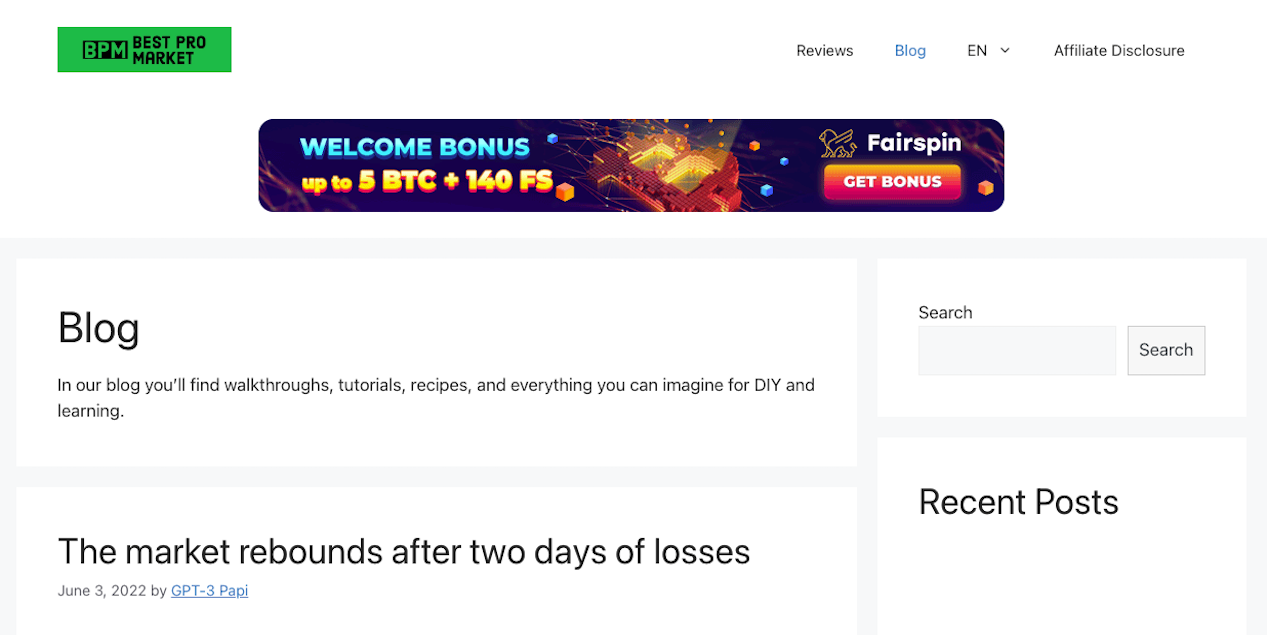 BPM BEST PRO
MARKET
Reviews Blog EN Affiliate Disclosure
WELCOME BONUS
up to 5 BTC + 140 FS
Fairspin
GET BONUS
Blog
In our blog you’ll find walkthroughs, tutorials, recipes, and everything you can imagine for DIY and
learning.
Search
Search
Recent Posts
The market rebounds after two days of losses
June 3, 2022 by GPT-3 Papi